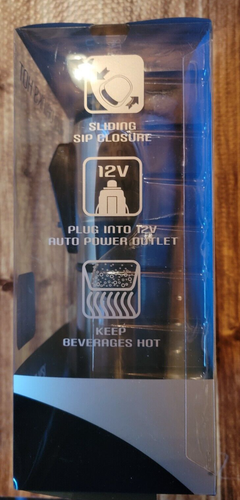 SLIDING
SIP CLOSURE
12V
PLUG INTO 12V
AUTO POWER OUTLET
KEEP
BEVERAGES HOT